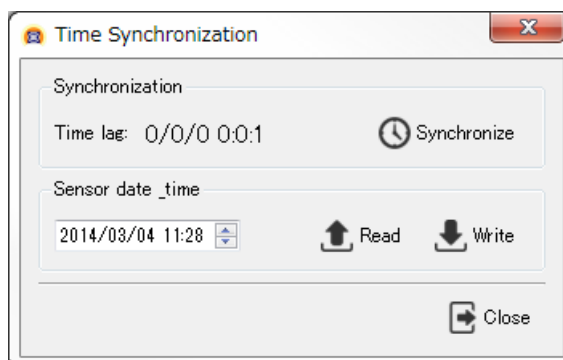 Time Synchronization
Synchronization
Time lag: 0/0/0 0:0:1 Synchronize
Sensor date _time
2014/03/04 11:28 Read Write
Close